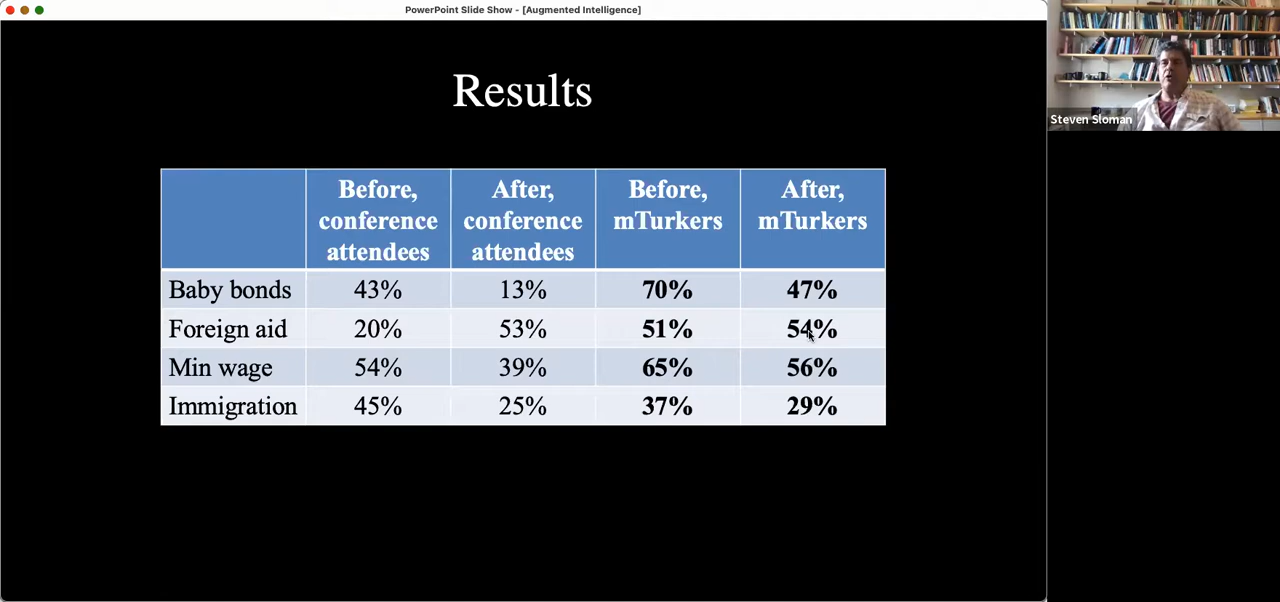 PowerPoint Slide Show - [Augmented Intelligence]
Steven Sloman
Results
Before, conference attendees After, conference attendees Before, mTurkers After, mTurkers
Baby bonds 43% 13% 70% 47%
Foreign aid 20% 53% 51% 54%
Min wage 54% 39% 65% 56%
Immigration 45% 25% 37% 29%